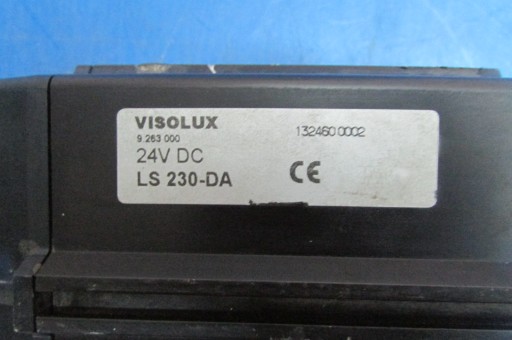 VISOLUX
9.263 000
1324600002
24V DC
LS 230-DA
CE